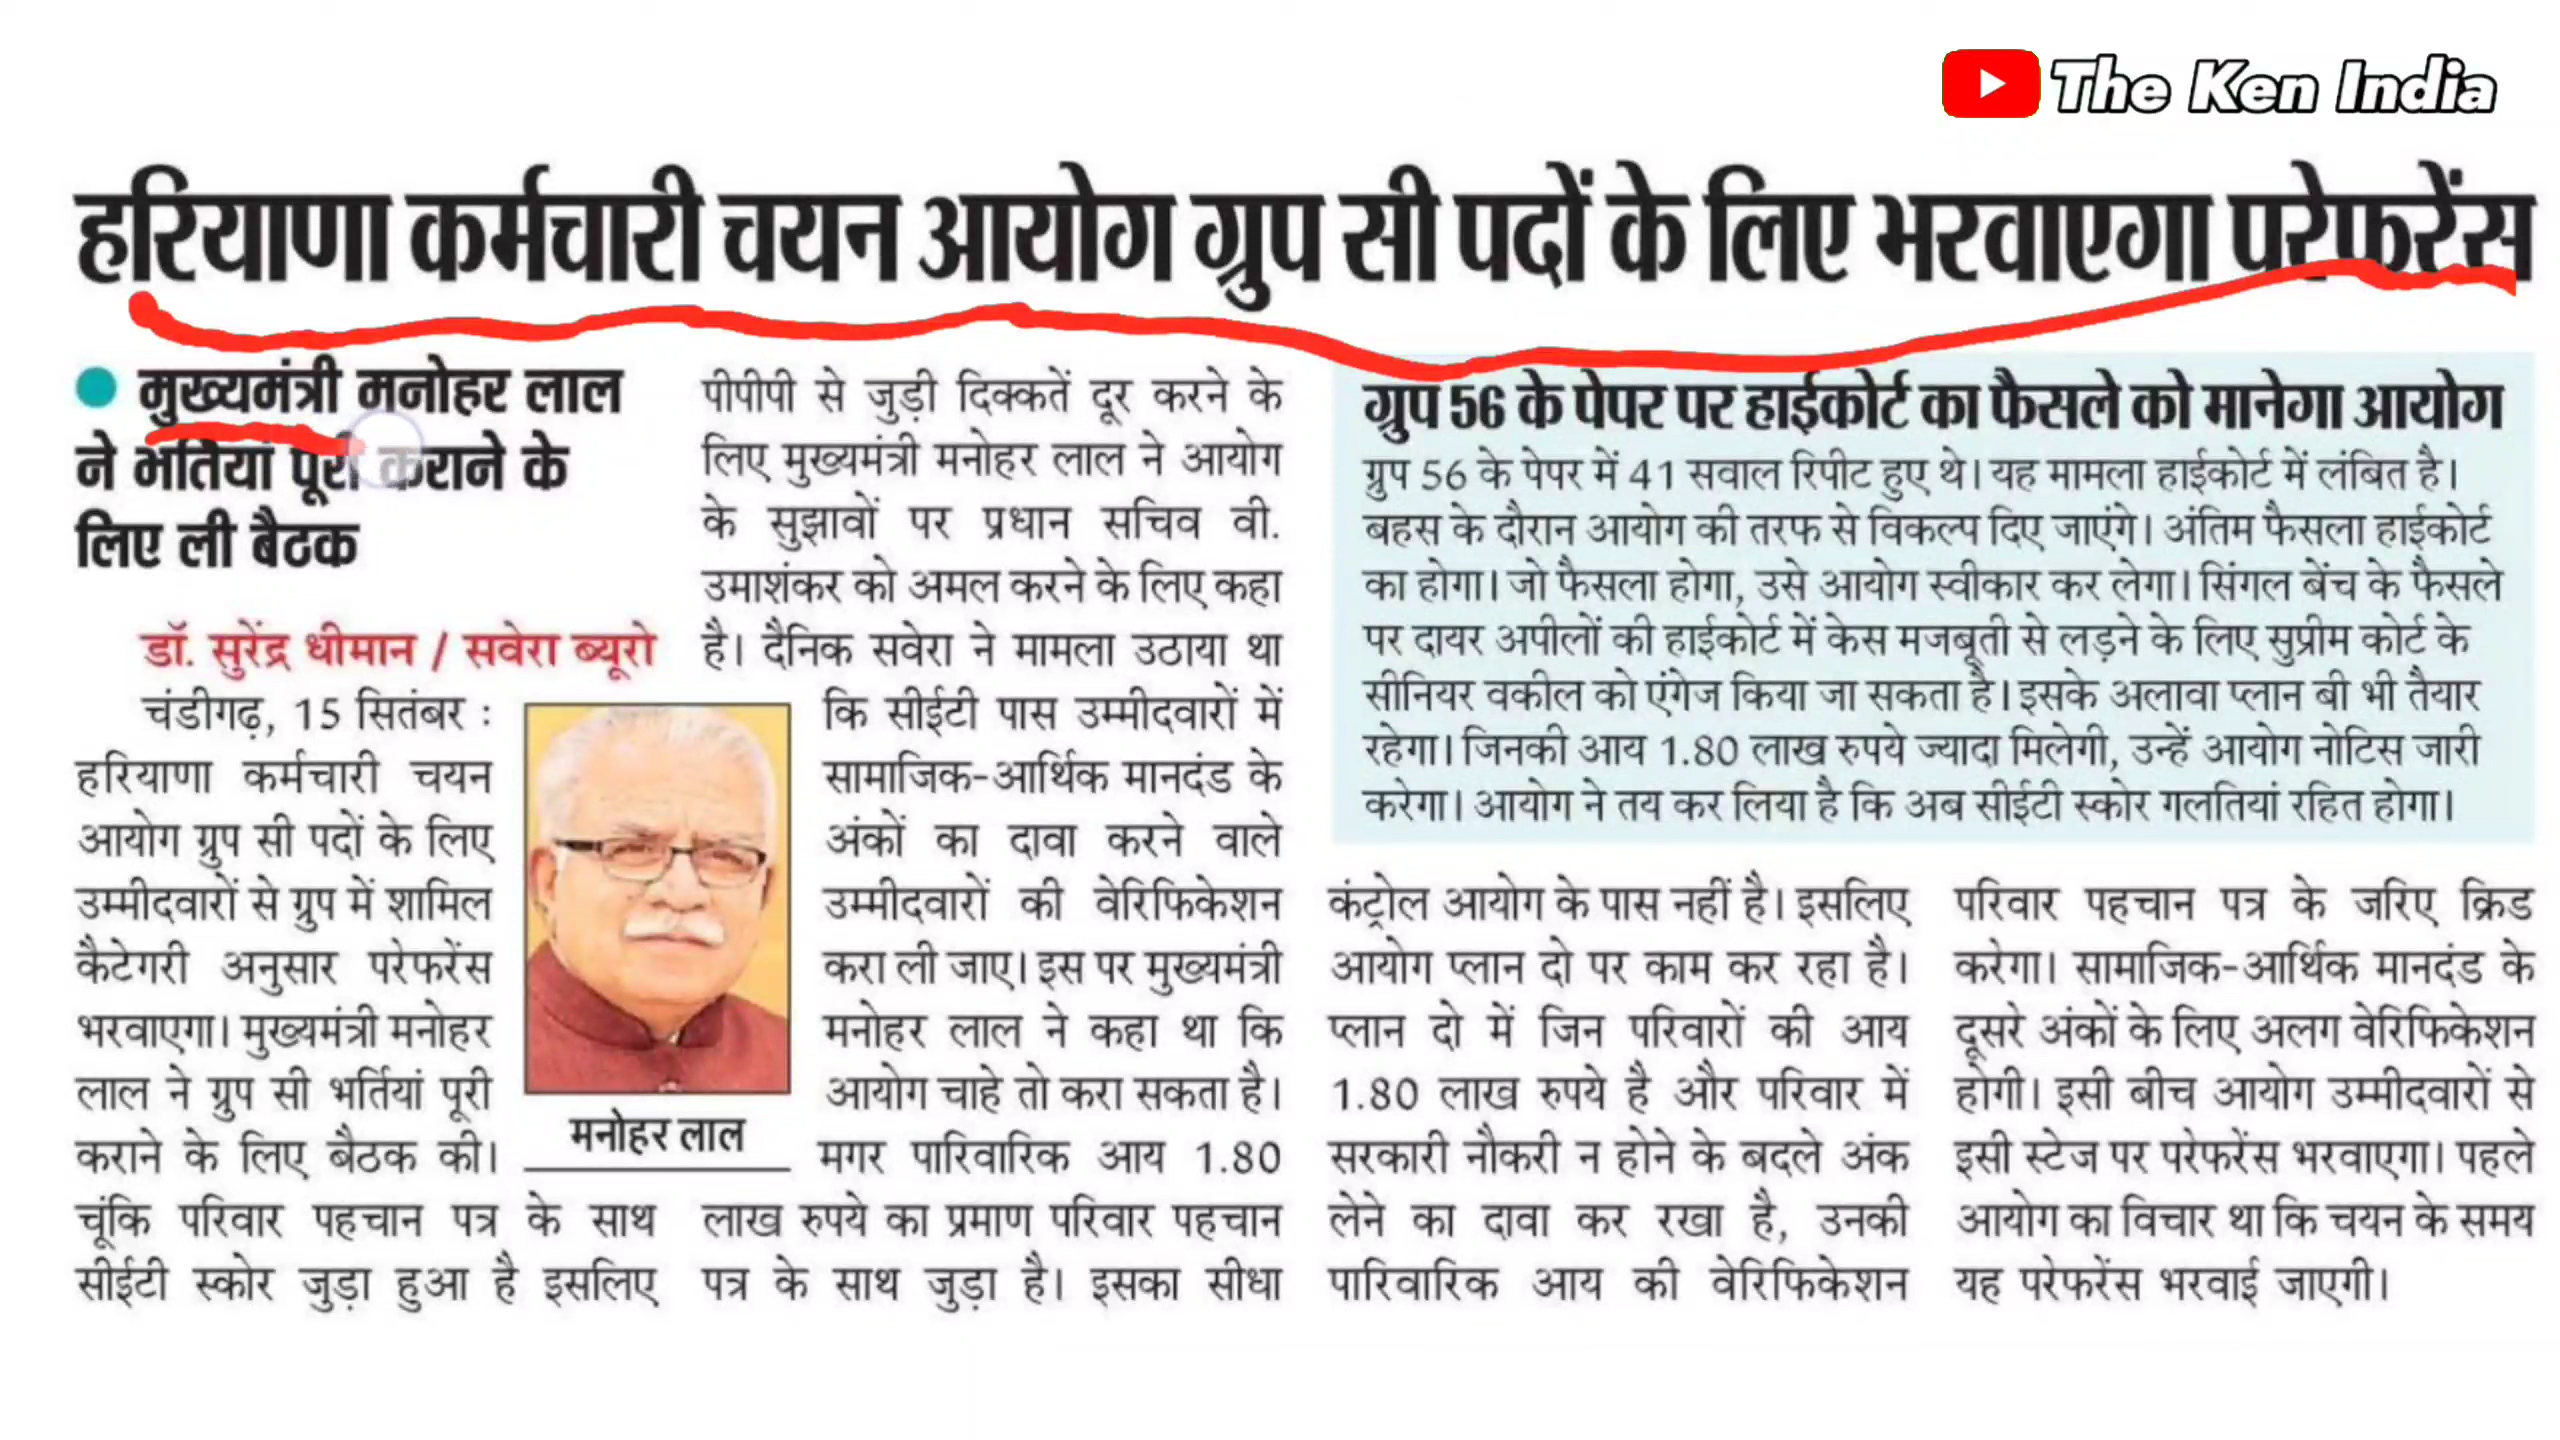 The Ken India
हरियाणा कर्मचारी चयन आयोग ग्रुप सी पदों के लिए भरवाएगा परेफरेंस
मुख्यमंत्री मनोहर लाल
ने भर्तियां पूरी कराने के
लिए ली बैठक
डॉ. सुरेंद्र धीमान / सवेरा ब्यूरो
चंडीगढ़, 15 सितंबर :
हरियाणा कर्मचारी चयन
आयोग ग्रुप सी पदों के लिए
उम्मीदवारों से ग्रुप में शामिल
कैटेगरी अनुसार परेफरेंस
भरवाएगा। मुख्यमंत्री मनोहर
लाल ने ग्रुप सी भर्तियां पूरी
कराने के लिए बैठक की।
चूंकि परिवार पहचान पत्र के साथ
सीईटी स्कोर जुड़ा हुआ है इसलिए
मनोहर लाल
पीपीपी से जुड़ी दिक्कतें दूर करने के
लिए मुख्यमंत्री मनोहर लाल ने आयोग
के सुझावों पर प्रधान सचिव वी.
उमाशंकर को अमल करने के लिए कहा
है। दैनिक सवेरा ने मामला उठाया था
कि सीईटी पास उम्मीदवारों में
सामाजिक-आर्थिक मानदंड के
अंकों का दावा करने वाले
उम्मीदवारों की वेरिफिकेशन
करा ली जाए। इस पर मुख्यमंत्री
मनोहर लाल ने कहा था कि
आयोग चाहे तो करा सकता है।
मगर पारिवारिक आय 1.80
लाख रुपये का प्रमाण परिवार पहचान
पत्र के साथ जुड़ा है। इसका सीधा
ग्रुप 56 के पेपर पर हाईकोर्ट का फैसले को मानेगा आयोग
ग्रुप 56 के पेपर में 41 सवाल रिपीट हुए थे। यह मामला हाईकोर्ट में लंबित है।
बहस के दौरान आयोग की तरफ से विकल्प दिए जाएंगे। अंतिम फैसला हाईकोर्ट
का होगा। जो फैसला होगा, उसे आयोग स्वीकार कर लेगा। सिंगल बेंच के फैसले
पर दायर अपीलों की हाईकोर्ट में केस मजबूती से लड़ने के लिए सुप्रीम कोर्ट के
सीनियर वकील को एंगेज किया जा सकता है। इसके अलावा प्लान बी भी तैयार
रहेगा। जिनकी आय 1.80 लाख रुपये ज्यादा मिलेगी, उन्हें आयोग नोटिस जारी
करेगा। आयोग ने तय कर लिया है कि अब सीईटी स्कोर गलतियां रहित होगा।
कंट्रोल आयोग के पास नहीं है। इसलिए
आयोग प्लान दो पर काम कर रहा है।
प्लान दो में जिन परिवारों की आय
1.80 लाख रुपये है और परिवार में
सरकारी नौकरी न होने के बदले अंक
लेने का दावा कर रखा है, उनकी
पारिवारिक आय की वेरिफिकेशन
परिवार पहचान पत्र के जरिए क्रिड
करेगा। सामाजिक-आर्थिक मानदंड के
दूसरे अंकों के लिए अलग वेरिफिकेशन
होगी। इसी बीच आयोग उम्मीदवारों से
इसी स्टेज पर परेफरेंस भरवाएगा। पहले
आयोग का विचार था कि चयन के समय
यह परेफरेंस भरवाई जाएगी।